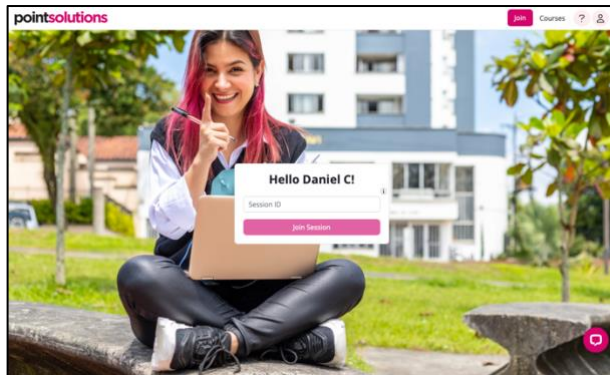 pointsolutions
Join Courses ?
Hello Daniel C!
Session ID
Join Session